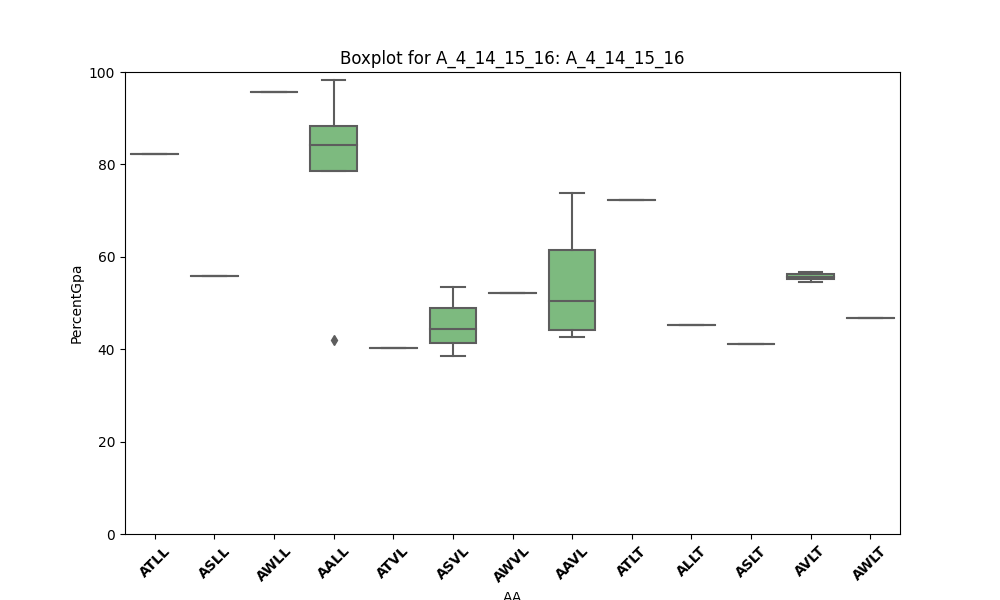 Boxplot for A_4_14_15_16: A_4_14_15_16
100
80
60
40
20
0
PercentGpa
ATLL ASLL AWLL AALL ATVL ASVL AWVL AAVL ATLT ALLT ASLT AVLT AWLT
AA